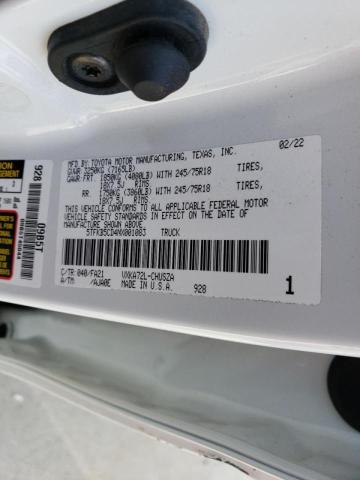 MFD. BY: TOYOTA MOTOR MANUFACTURING, TEXAS, INC. 02/22
GVWR 3250KG (7165LB)
GAWR: FRT. 1850KG (4080LB) WITH 245/75R18 TIRES,
18X7.5J RIMS
RR. 1750KG (3860LB) WITH 245/75R18 TIRES,
18X7.5J RIMS
THIS VEHICLE CONFORMS TO ALL APPLICABLE FEDERAL MOTOR
VEHICLE SAFETY STANDARDS IN EFFECT ON THE DATE OF
MANUFACTURE SHOWN ABOVE.
TRUCK
C/TR: 040/FA21 VXKA72L-CHUSZA
A/TM /AJA0E
MADE IN U.S.A. 928
1
928
0985T